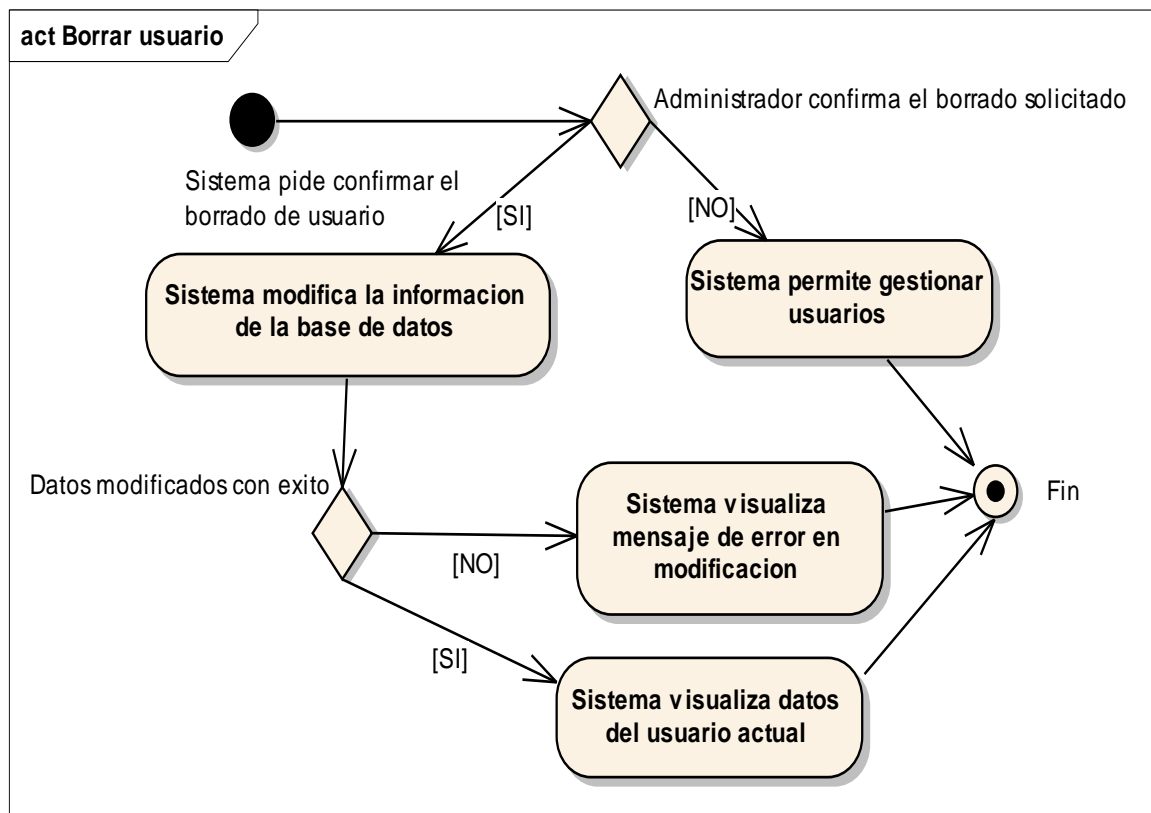 act Borrar usuario
Administrador confirma el borrado solicitado
Sistema pide confirmar el
borrado de usuario
[SI]
[NO]
Sistema modifica la informacion
de la base de datos
Sistema permite gestionar
usuarios
Datos modificados con exito
Sistema visualiza
mensaje de error en
modificacion
Fin
[NO]
[SI]
Sistema visualiza datos
del usuario actual